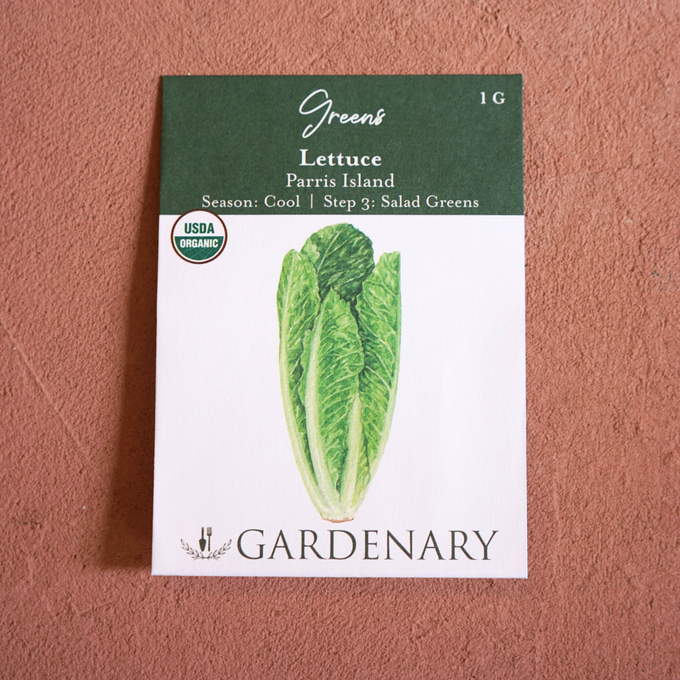 Greens
1 G
Lettuce
Parris Island
Season: Cool | Step 3: Salad Greens
USDA
ORGANIC
GARDENARY